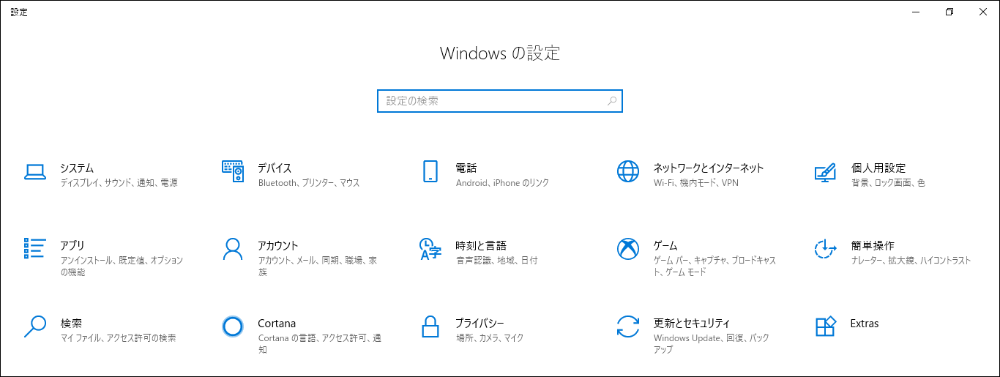 設定
Windows の設定
設定の検索
システム
ディスプレイ、サウンド、通知、電源
デバイス
Bluetooth、プリンター、マウス
電話
Android、iPhone のリンク
ネットワークとインターネット
Wi-Fi、機内モード、VPN
個人用設定
背景、ロック画面、色
アプリ
アンインストール、既定値、オプション
の機能
アカウント
アカウント、メール、同期、職場、家
族
時刻と言語
音声認識、地域、日付
ゲーム
ゲーム バー、キャプチャ、ブロードキャス
ト、ゲーム モード
簡単操作
ナレーター、拡大鏡、ハイコントラスト
検索
マイ ファイル、アクセス許可の検索
Cortana
Cortana の言語、アクセス許可、通
知
プライバシー
場所、カメラ、マイク
更新とセキュリティ
Windows Update、回復、バック
アップ
Extras